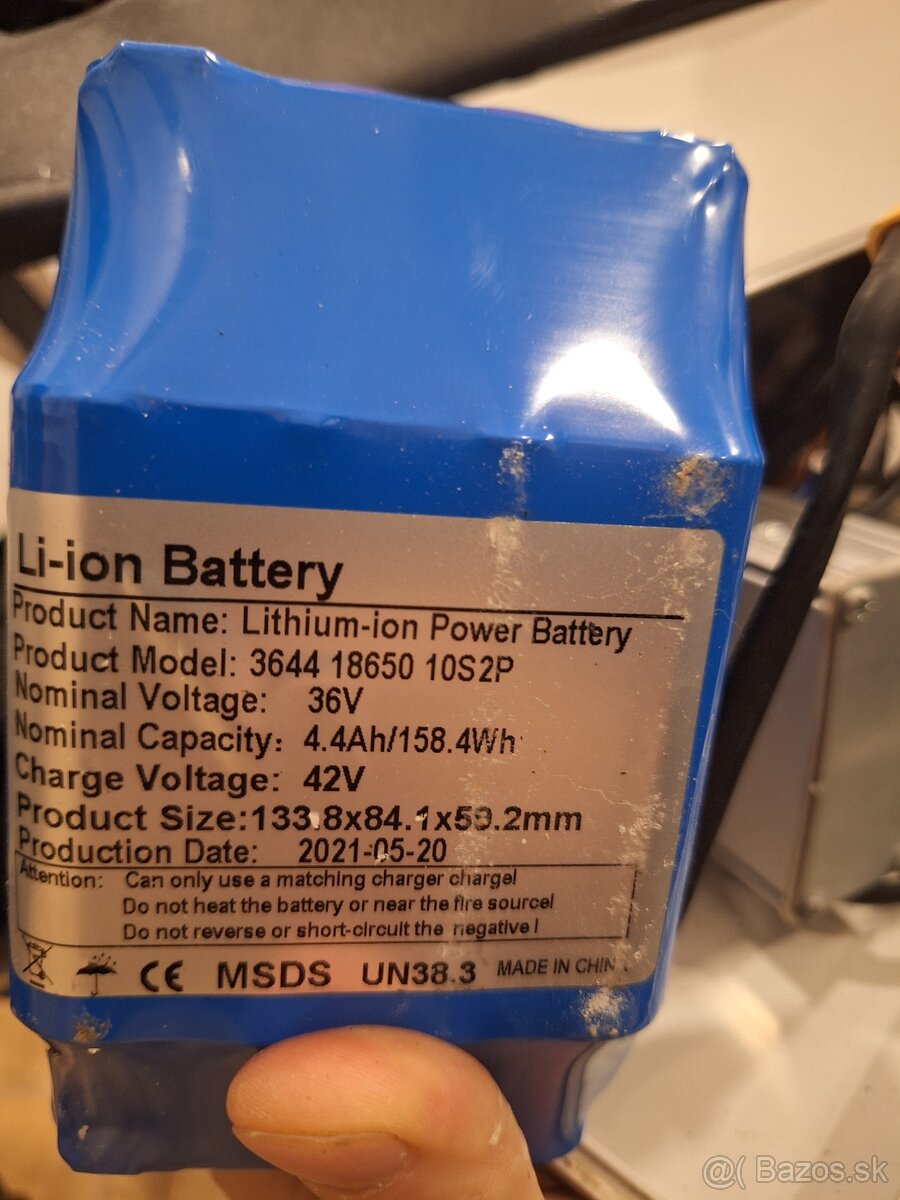 Li-ion Battery
Product Name: Lithium-ion Power Battery
Product Model: 3644 18650 10S2P
Nominal Voltage: 36V
Nominal Capacity: 4.4Ah/158.4Wh
Charge Voltage: 42V
Product Size:133.8x84.1x59.2mm
Production Date: 2021-05-20
Attention: Can only use a matching charger charge!
Do not heat the battery or near the fire source!
Do not reverse or short-circuit the negative !
CE MSDS UN38.3 MADE IN CHINA
@( Bazos.sk